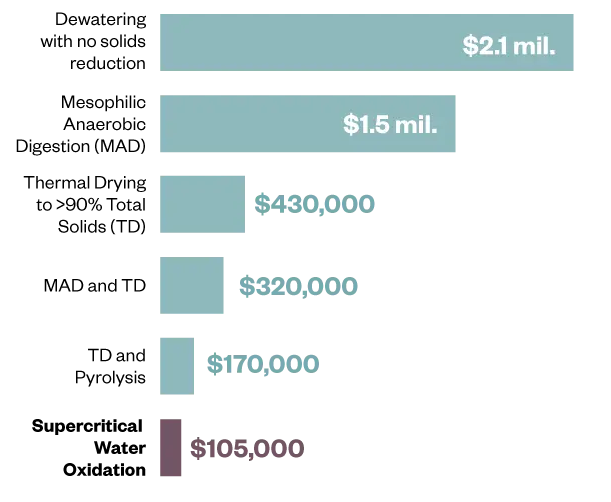 Dewatering
with no solids
reduction
$2.1 mil.
Mesophilic
Anaerobic
Digestion (MAD)
$1.5 mil.
Thermal Drying
to >90% Total
Solids (TD)
$430,000
MAD and TD
$320,000
TD and
Pyrolysis
$170,000
Supercritical
Water
Oxidation
$105,000